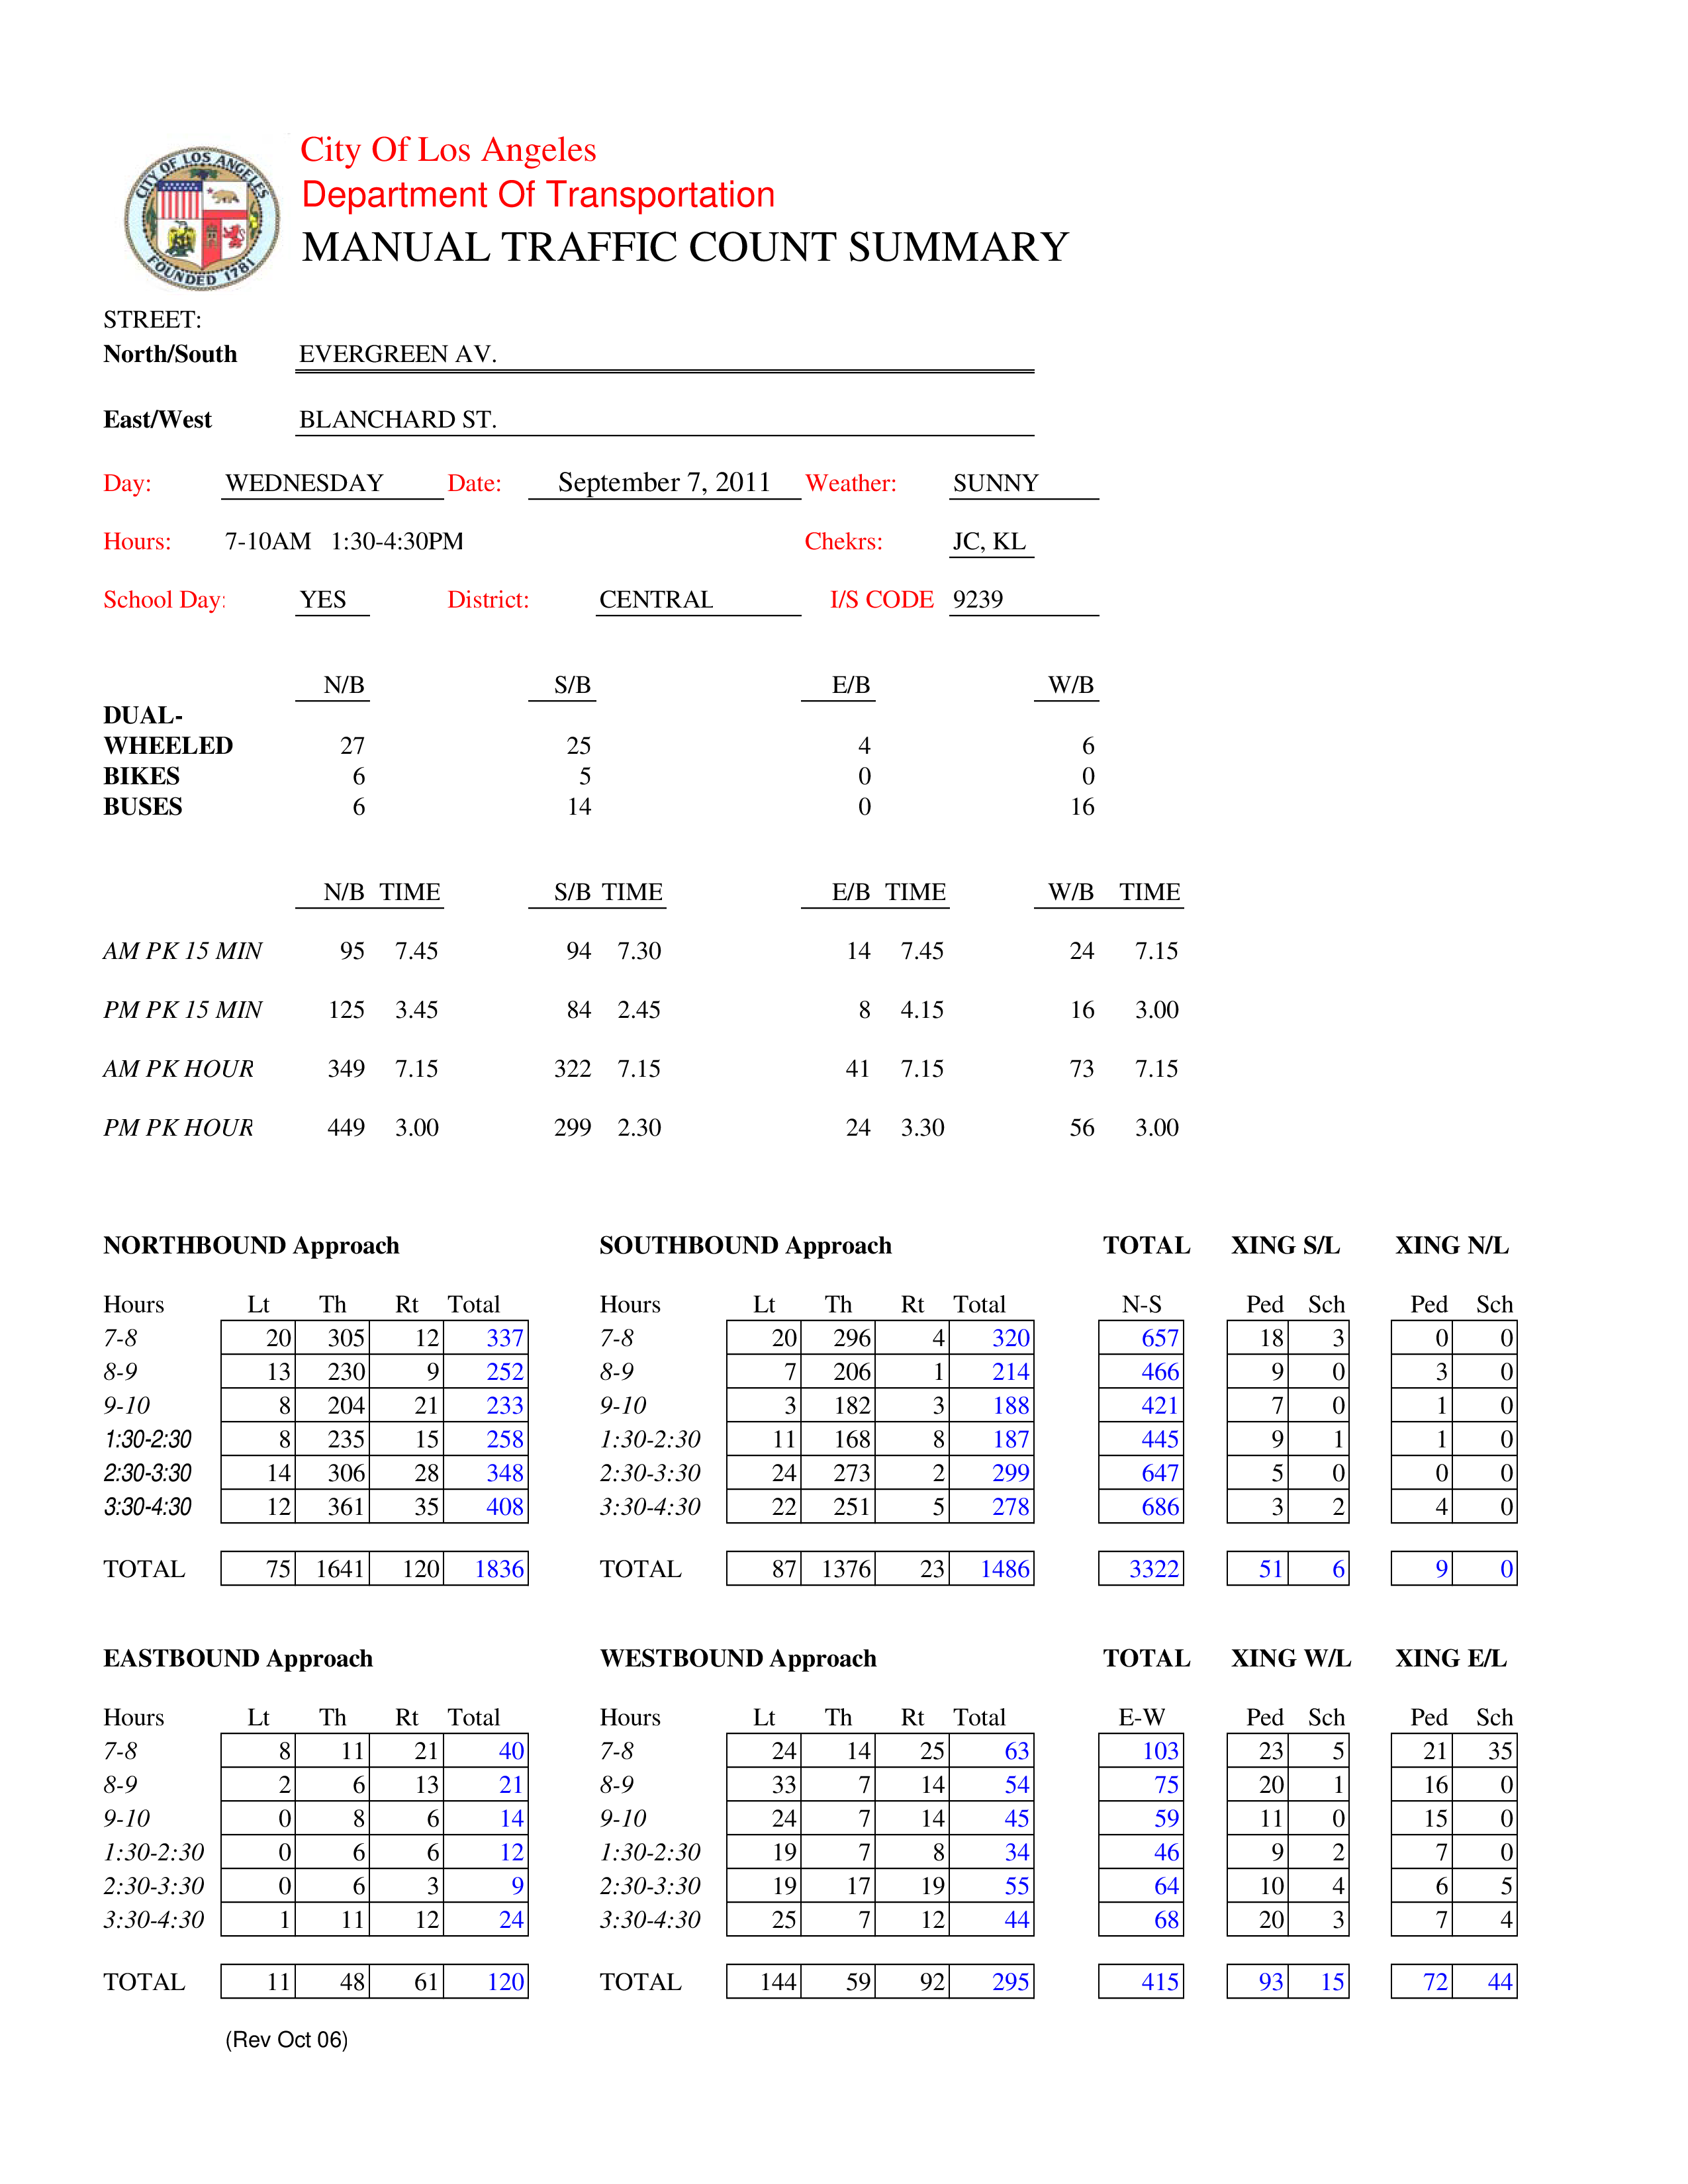 CITY OF LOS ANGELES
FOUNDED 1781
City Of Los Angeles
Department Of Transportation
MANUAL TRAFFIC COUNT SUMMARY
STREET:
North/South EVERGREEN AV.
East/West BLANCHARD ST.
Day: WEDNESDAY Date: September 7, 2011 Weather: SUNNY
Hours: 7-10AM 1:30-4:30PM Chekrs: JC, KL
School Day: YES District: CENTRAL I/S CODE 9239
N/B S/B E/B W/B
DUAL-
WHEELED 27 25 4 6
BIKES 6 5 0 0
BUSES 6 14 0 16
N/B TIME S/B TIME E/B TIME W/B TIME
AM PK 15 MIN 95 7.45 94 7.30 14 7.45 24 7.15
PM PK 15 MIN 125 3.45 84 2.45 8 4.15 16 3.00
AM PK HOUR 349 7.15 322 7.15 41 7.15 73 7.15
PM PK HOUR 449 3.00 299 2.30 24 3.30 56 3.00
NORTHBOUND Approach SOUTHBOUND Approach TOTAL XING S/L XING N/L
Hours Lt Th Rt Total Hours Lt Th Rt Total N-S Ped Sch Ped Sch
7-8 20 305 12 337 7-8 20 296 4 320 657 18 3 0 0
8-9 13 230 9 252 8-9 7 206 1 214 466 9 0 3 0
9-10 8 204 21 233 9-10 3 182 3 188 421 7 0 1 0
1:30-2:30 8 235 15 258 1:30-2:30 11 168 8 187 445 9 1 1 0
2:30-3:30 14 306 28 348 2:30-3:30 24 273 2 299 647 5 0 0 0
3:30-4:30 12 361 35 408 3:30-4:30 22 251 5 278 686 3 2 4 0
TOTAL 75 1641 120 1836 TOTAL 87 1376 23 1486 3322 51 6 9 0
EASTBOUND Approach WESTBOUND Approach TOTAL XING W/L XING E/L
Hours Lt Th Rt Total Hours Lt Th Rt Total E-W Ped Sch Ped Sch
7-8 8 11 21 40 7-8 24 14 25 63 103 23 5 21 35
8-9 2 6 13 21 8-9 33 7 14 54 75 20 1 16 0
9-10 0 8 6 14 9-10 24 7 14 45 59 11 0 15 0
1:30-2:30 0 6 6 12 1:30-2:30 19 7 8 34 46 9 2 7 0
2:30-3:30 0 6 3 9 2:30-3:30 19 17 19 55 64 10 4 6 5
3:30-4:30 1 11 12 24 3:30-4:30 25 7 12 44 68 20 3 7 4
TOTAL 11 48 61 120 TOTAL 144 59 92 295 415 93 15 72 44
(Rev Oct 06)